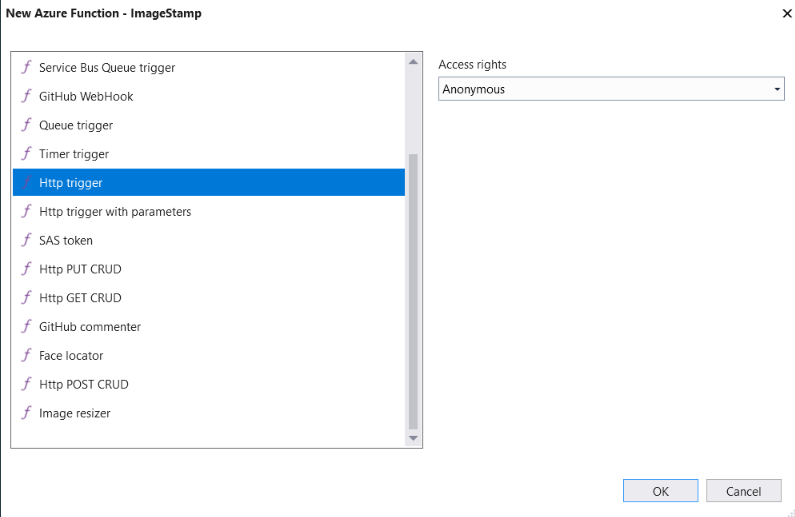 New Azure Function - ImageStamp
Service Bus Queue trigger
GitHub WebHook
Queue trigger
Timer trigger
Http trigger
Http trigger with parameters
SAS token
Http PUT CRUD
Http GET CRUD
GitHub commenter
Face locator
Http POST CRUD
Image resizer
Access rights
Anonymous
OK
Cancel